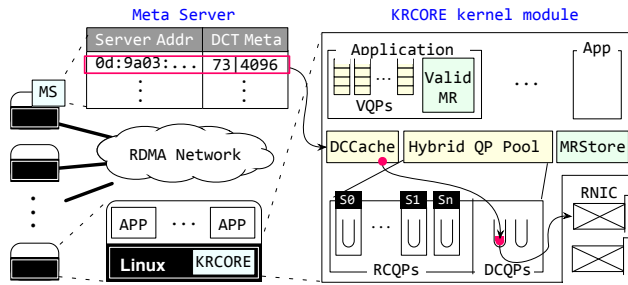 Meta Server
Server Addr DCT Meta
0d:9a03:... 73|4096
MS
RDMA Network
APP ... APP
Linux KRCORE
KRCORE kernel module
Application
App
...
VQPs
Valid
MR
...
DCCache
Hybrid QP Pool
MRStore
S0 S1 Sn
...
RCQPs
DCQPs
RNIC